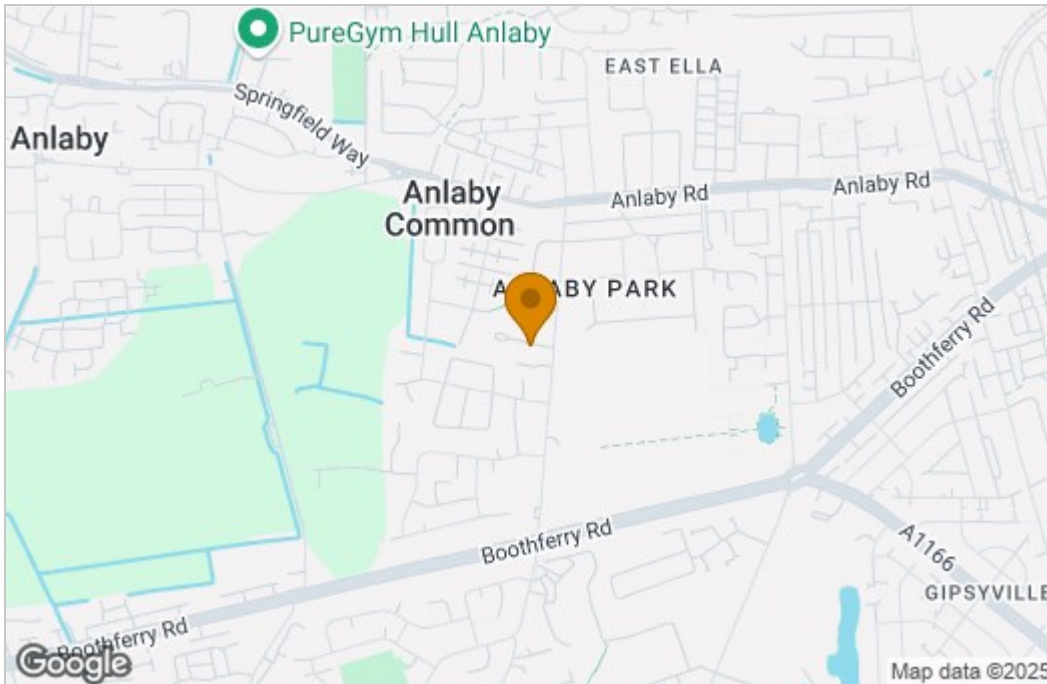 PureGym Hull Anlaby
EAST ELLA
Springfield Way
Anlaby
Anlaby
Common
Anlaby Rd
Anlaby Rd
ABY PARK
Boothferry Rd
Boothferry Rd
A1166
GIPSYVILLE
Boothferry Rd
Google
Map data ©2025